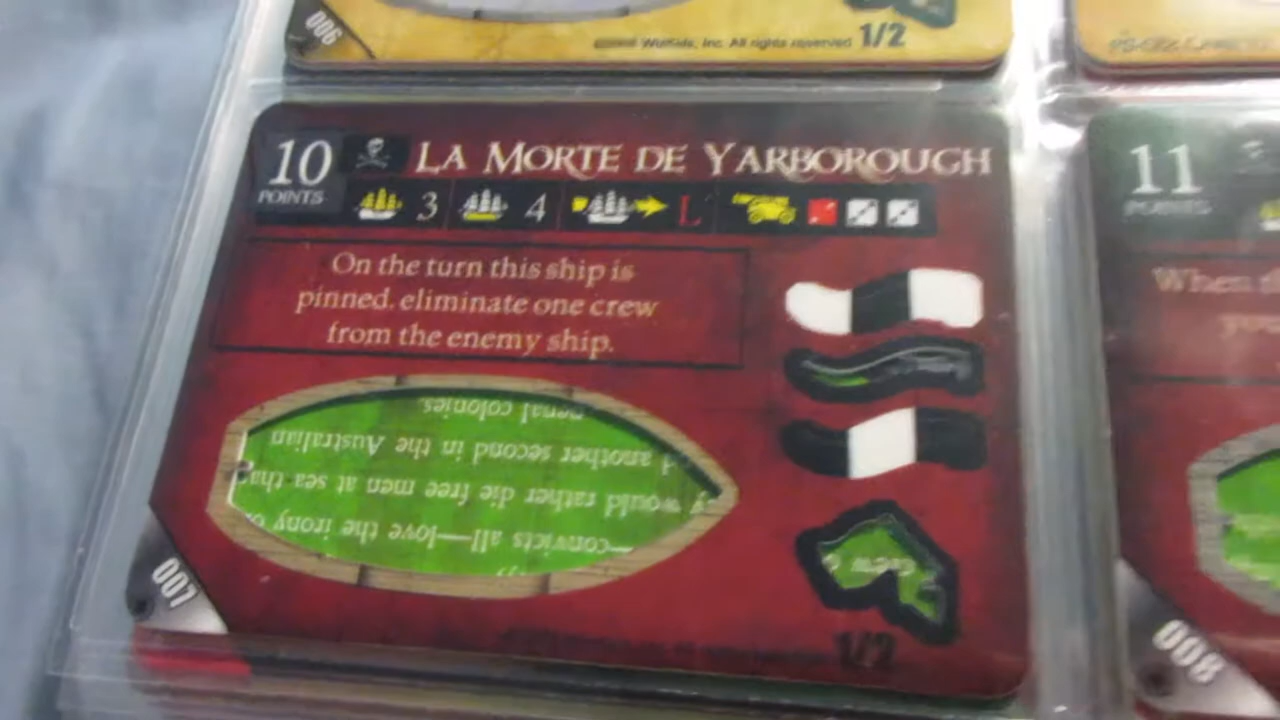 006
WizKids, Inc. All rights reserved 1/2
10 POINTS
LA MORTE DE YARBOROUGH
3 4 L
On the turn this ship is
pinned, eliminate one crew
from the enemy ship.
—convicts all—love the irony
would rather die free men at sea
another second in the Australian
penal colonies.
crew
007
1/2
11
POINTS
When
008